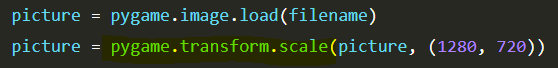 picture = pygame.image.load(filename)
picture = pygame.transform.scale(picture, (1280, 720))